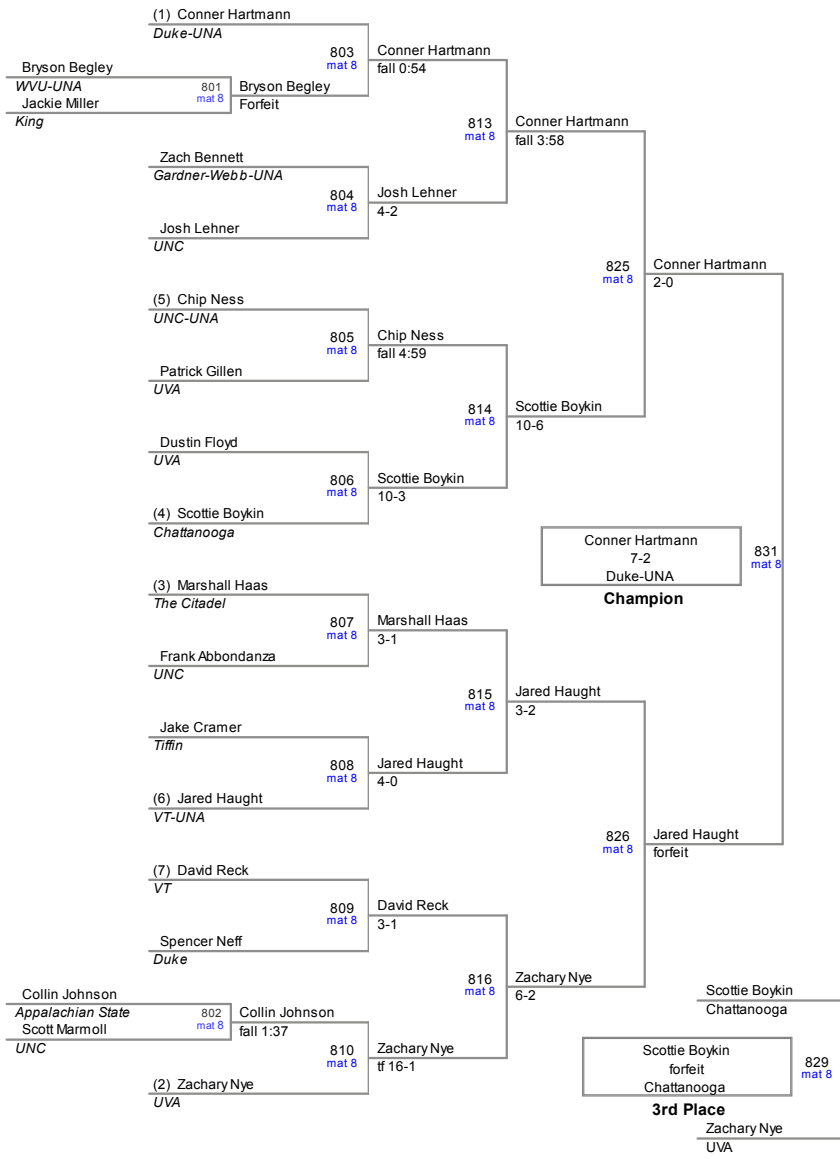 (1) Conner Hartmann
Duke-UNA
803
mat 8
Conner Hartmann
fall 0:54
Bryson Begley
WVU-UNA
801
mat 8
Jackie Miller
King
Bryson Begley
Forfeit
813
mat 8
Conner Hartmann
fall 3:58
Zach Bennett
Gardner-Webb-UNA
804
mat 8
Josh Lehner
4-2
Josh Lehner
UNC
825
mat 8
Conner Hartmann
2-0
(5) Chip Ness
UNC-UNA
805
mat 8
Chip Ness
fall 4:59
Patrick Gillen
UVA
814
mat 8
Scottie Boykin
10-6
Dustin Floyd
UVA
806
mat 8
Scottie Boykin
10-3
(4) Scottie Boykin
Chattanooga
Conner Hartmann
7-2
Duke-UNA
831
mat 8
Champion
(3) Marshall Haas
The Citadel
807
mat 8
Marshall Haas
3-1
Frank Abbondanza
UNC
815
mat 8
Jared Haught
3-2
Jake Cramer
Tiffin
808
mat 8
Jared Haught
4-0
(6) Jared Haught
VT-UNA
826
mat 8
Jared Haught
forfeit
(7) David Reck
VT
809
mat 8
David Reck
3-1
Spencer Neff
Duke
816
mat 8
Zachary Nye
6-2
Collin Johnson
Appalachian State
802
mat 8
Scott Marmoll
UNC
Collin Johnson
fall 1:37
810
mat 8
Zachary Nye
tf 16-1
(2) Zachary Nye
UVA
Scottie Boykin
Chattanooga
Scottie Boykin
forfeit
Chattanooga
829
mat 8
3rd Place
Zachary Nye
UVA